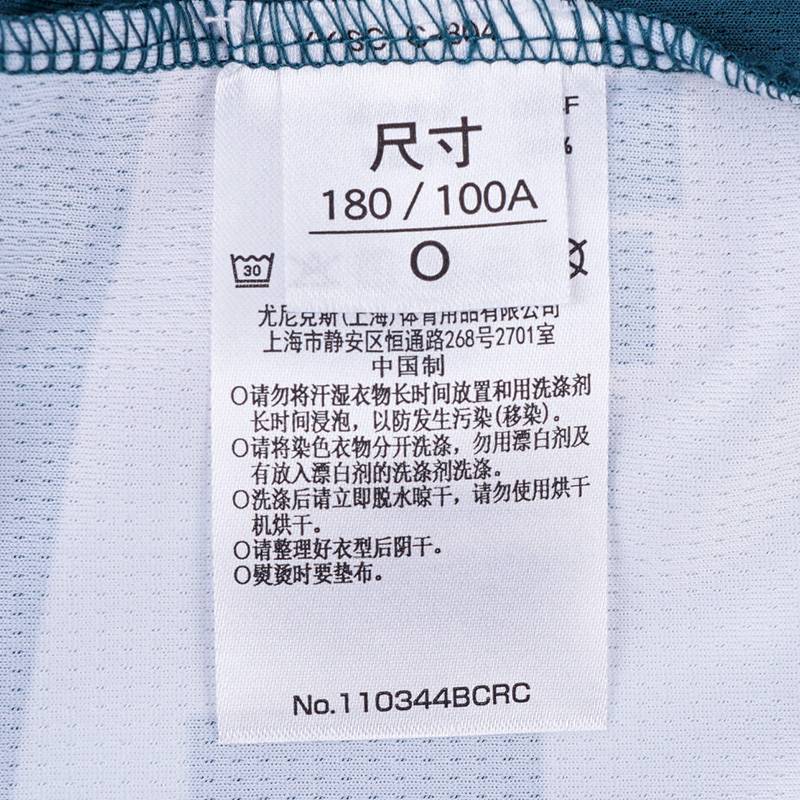 尺寸
180 / 100A
O
30
尤尼克斯(上海)体育用品有限公司
上海市静安区恒通路268号2701室
中国制
○请勿将汗湿衣物长时间放置和用洗涤剂
长时间浸泡，以防发生污染(移染)。
○请将染色衣物分开洗涤，勿用漂白剂及
有放入漂白剂的洗涤剂洗涤。
○洗涤后请立即脱水晾干，请勿使用烘干
机烘干。
○请整理好衣型后阴干。
○熨烫时要垫布。
No.110344BCRC